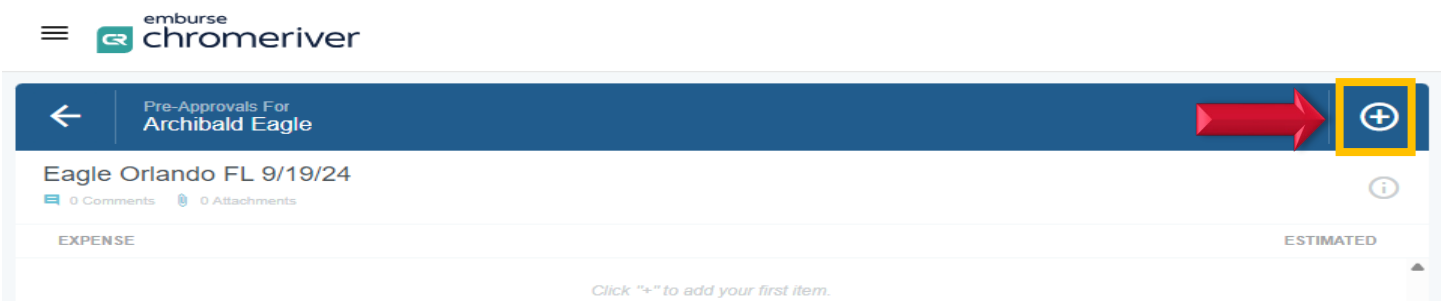 emburse
CR chromeriver
Pre-Approvals For
Archibald Eagle
Eagle Orlando FL 9/19/24
0 Comments 0 Attachments
EXPENSE ESTIMATED
Click "+" to add your first item.